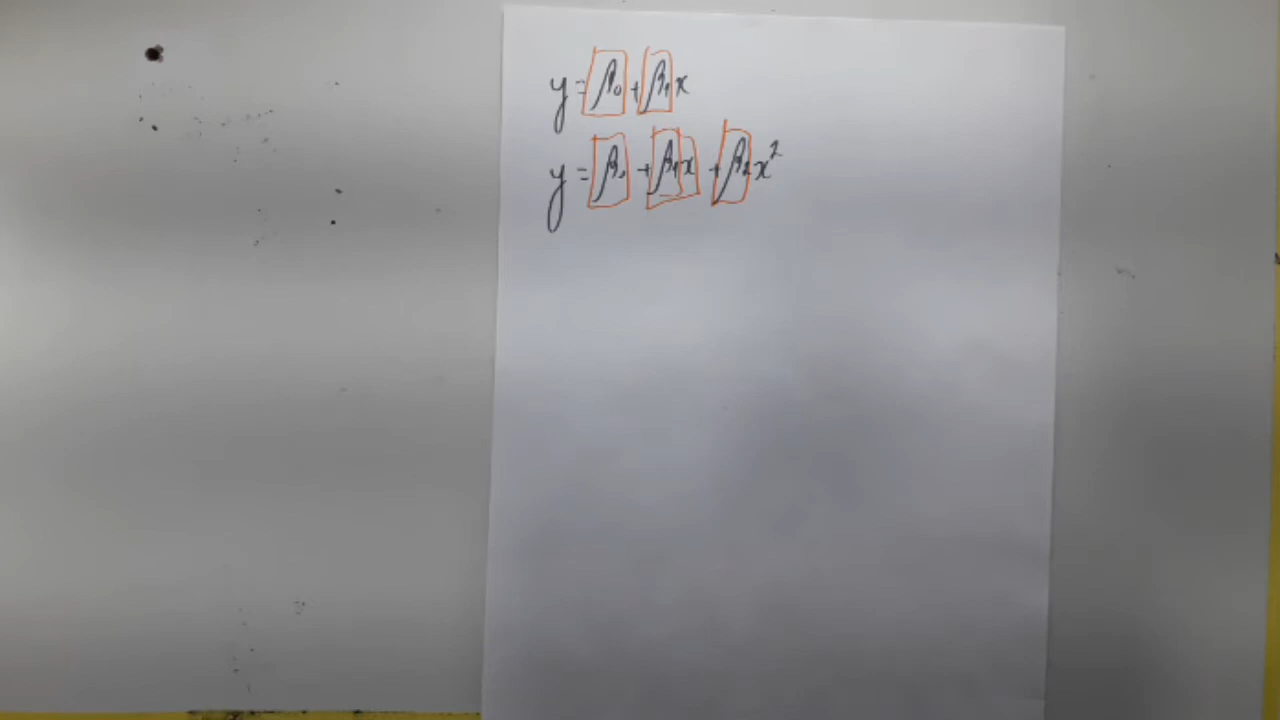 y = β₀ + β₁x
y = β₀ + β₁x + β₂x²